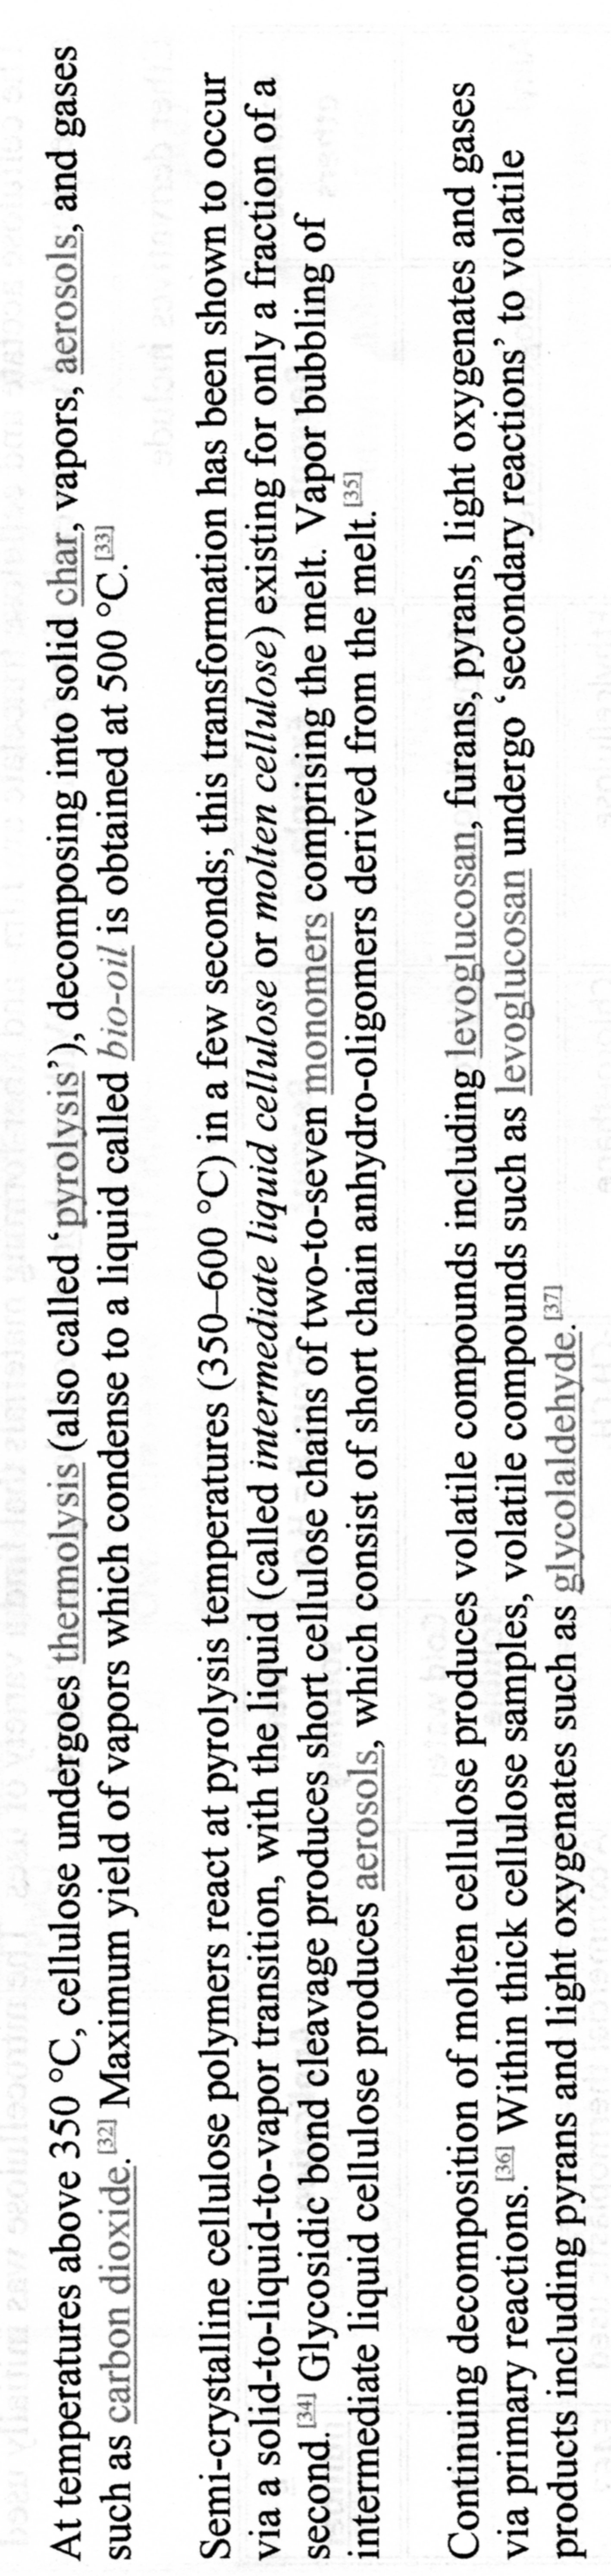 At temperatures above 350 °C, cellulose undergoes thermolysis (also called ‘pyrolysis’), decomposing into solid char, vapors, aerosols, and gases
such as carbon dioxide.[32] Maximum yield of vapors which condense to a liquid called bio-oil is obtained at 500 °C.[33]
Semi-crystalline cellulose polymers react at pyrolysis temperatures (350–600 °C) in a few seconds; this transformation has been shown to occur
via a solid-to-liquid-to-vapor transition, with the liquid (called intermediate liquid cellulose or molten cellulose) existing for only a fraction of a
second.[34] Glycosidic bond cleavage produces short cellulose chains of two-to-seven monomers comprising the melt. Vapor bubbling of
intermediate liquid cellulose produces aerosols, which consist of short chain anhydro-oligomers derived from the melt.[35]
Continuing decomposition of molten cellulose produces volatile compounds including levoglucosan, furans, pyrans, light oxygenates and gases
via primary reactions.[36] Within thick cellulose samples, volatile compounds such as levoglucosan undergo ‘secondary reactions’ to volatile
products including pyrans and light oxygenates such as glycolaldehyde.[37]